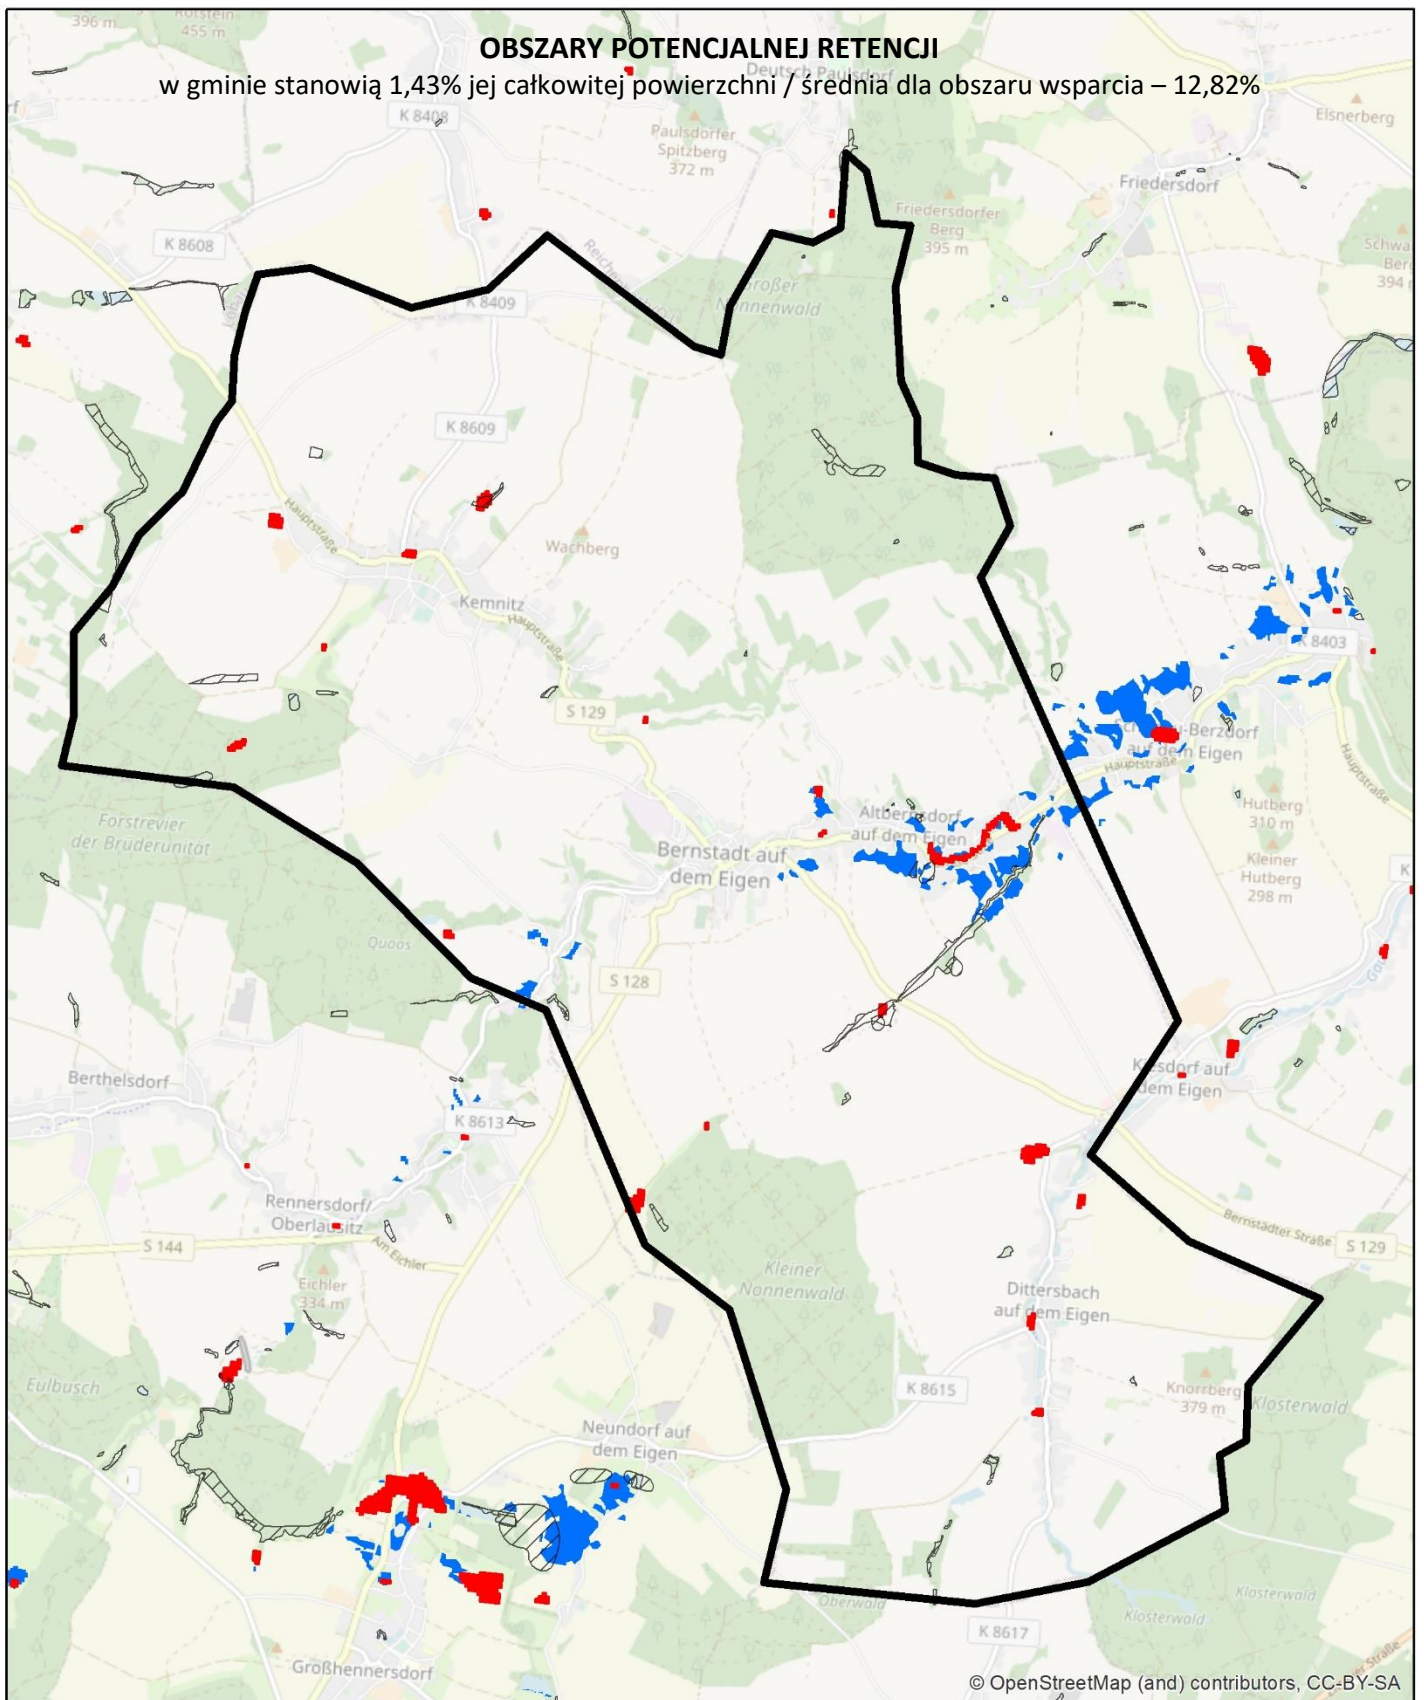 OBSZARY POTENCJALNEJ RETENCJI
w gminie stanowią 1,43% jej całkowitej powierzchni / średnia dla obszaru wsparcia – 12,82%
396 m
Rotstein
455 m
Deutsch Paulsdorf
K 8408
Elsnerberg
Paulsdorfer
Spitzberg
372 m
Friedersdorf
Friedersdorfer
Berg
395 m
K 8608
394
Großer
Nonnenwald
K 8409
K 8609
Hauptstraße
Wachberg
Kemnitz
Hauptstraße
K 8403
S 129
auf dem Eigen
Hauptstraße
Hauptstraße
Hutberg
310 m
Forstrevier
der Bruderunität
auf dem Eigen
Bernstadt auf
dem Eigen
Kleiner
Hutberg
298 m
Quoos
S 128
Berthelsdorf
dem Eigen
K 8613
Rennersdorf/
Oberlausitz
Bernstädter Straße
S 129
S 144
Am Eichler
Kleiner
Nonnenwald
Eichler
334 m
Dittersbach
auf dem Eigen
Eulbusch
K 8615
Knorrberg
379 m
Klosterwald
Neundorf auf
dem Eigen
Oberwald
Klosterwald
Klosterwald
K 8617
Großhennersdorf
© OpenStreetMap (and) contributors, CC-BY-SA